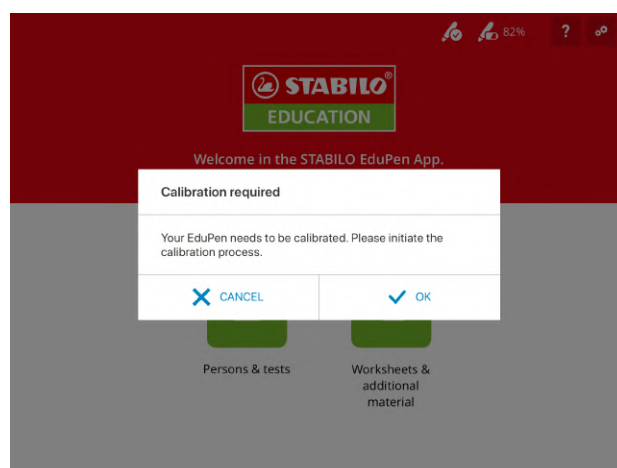 82%
?
STABILO®
EDUCATION
Welcome in the STABILO EduPen App.
Calibration required
Your EduPen needs to be calibrated. Please initiate the
calibration process.
CANCEL
OK
Persons & tests
Worksheets &
additional
material